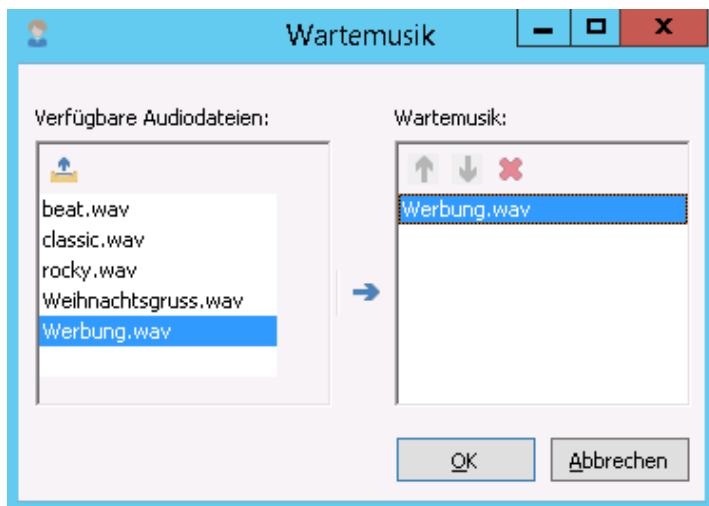 Wartemusik
Verfügbare Audiodateien:
beat.wav
classic.wav
rocky.wav
Weihnachtsgruss.wav
Werbung.wav
Wartemusik:
Werbung.wav
OK
Abbrechen